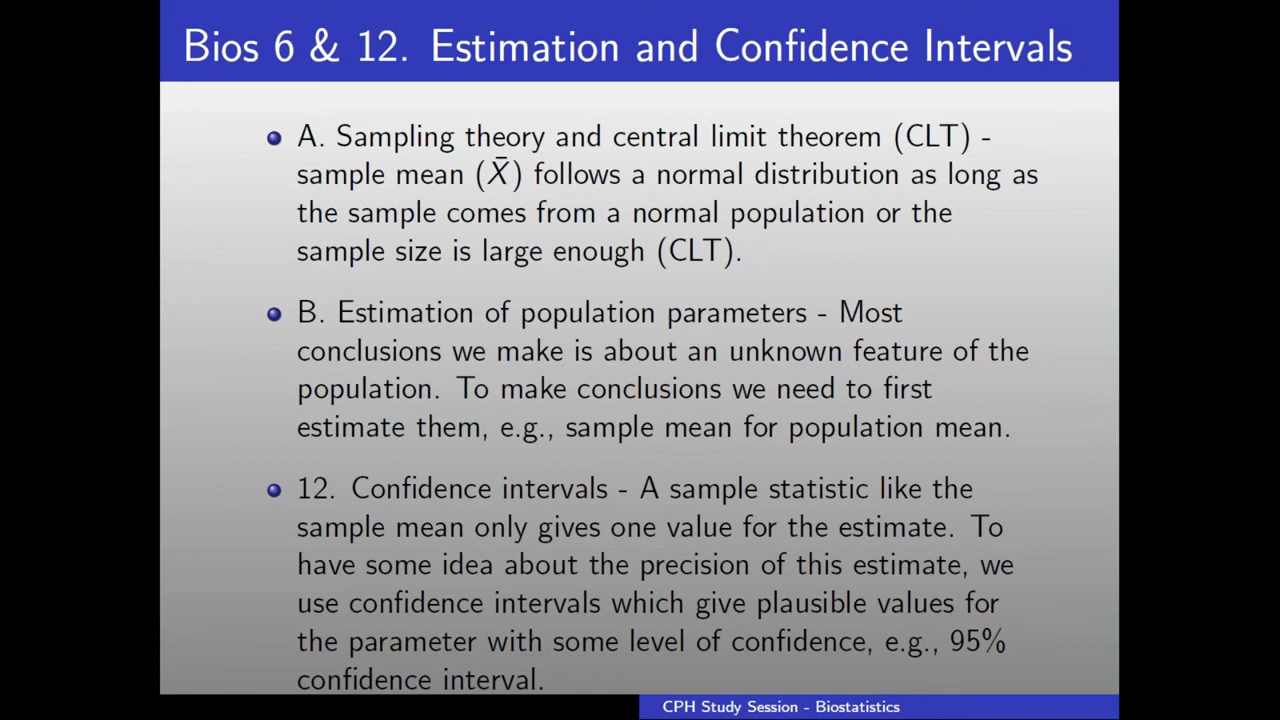 Bios 6 & 12. Estimation and Confidence Intervals
A. Sampling theory and central limit theorem (CLT) -
sample mean (X̄) follows a normal distribution as long as
the sample comes from a normal population or the
sample size is large enough (CLT).
B. Estimation of population parameters - Most
conclusions we make is about an unknown feature of the
population. To make conclusions we need to first
estimate them, e.g., sample mean for population mean.
12. Confidence intervals - A sample statistic like the
sample mean only gives one value for the estimate. To
have some idea about the precision of this estimate, we
use confidence intervals which give plausible values for
the parameter with some level of confidence, e.g., 95%
confidence interval.
CPH Study Session - Biostatistics